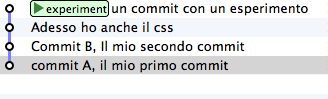 experiment un commit con un esperimento
Adesso ho anche il css
Commit B, Il mio secondo commit
commit A, il mio primo commit